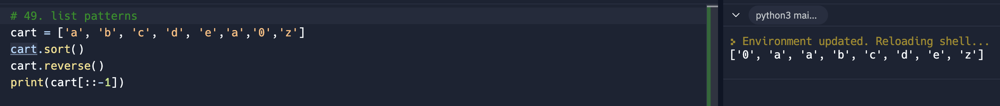 # 49. list patterns
cart = ['a', 'b', 'c', 'd', 'e','a','0','z']
cart.sort()
cart.reverse()
print(cart[::-1])
python3 mai...
Environment updated. Reloading shell...
['0', 'a', 'a', 'b', 'c', 'd', 'e', 'z']